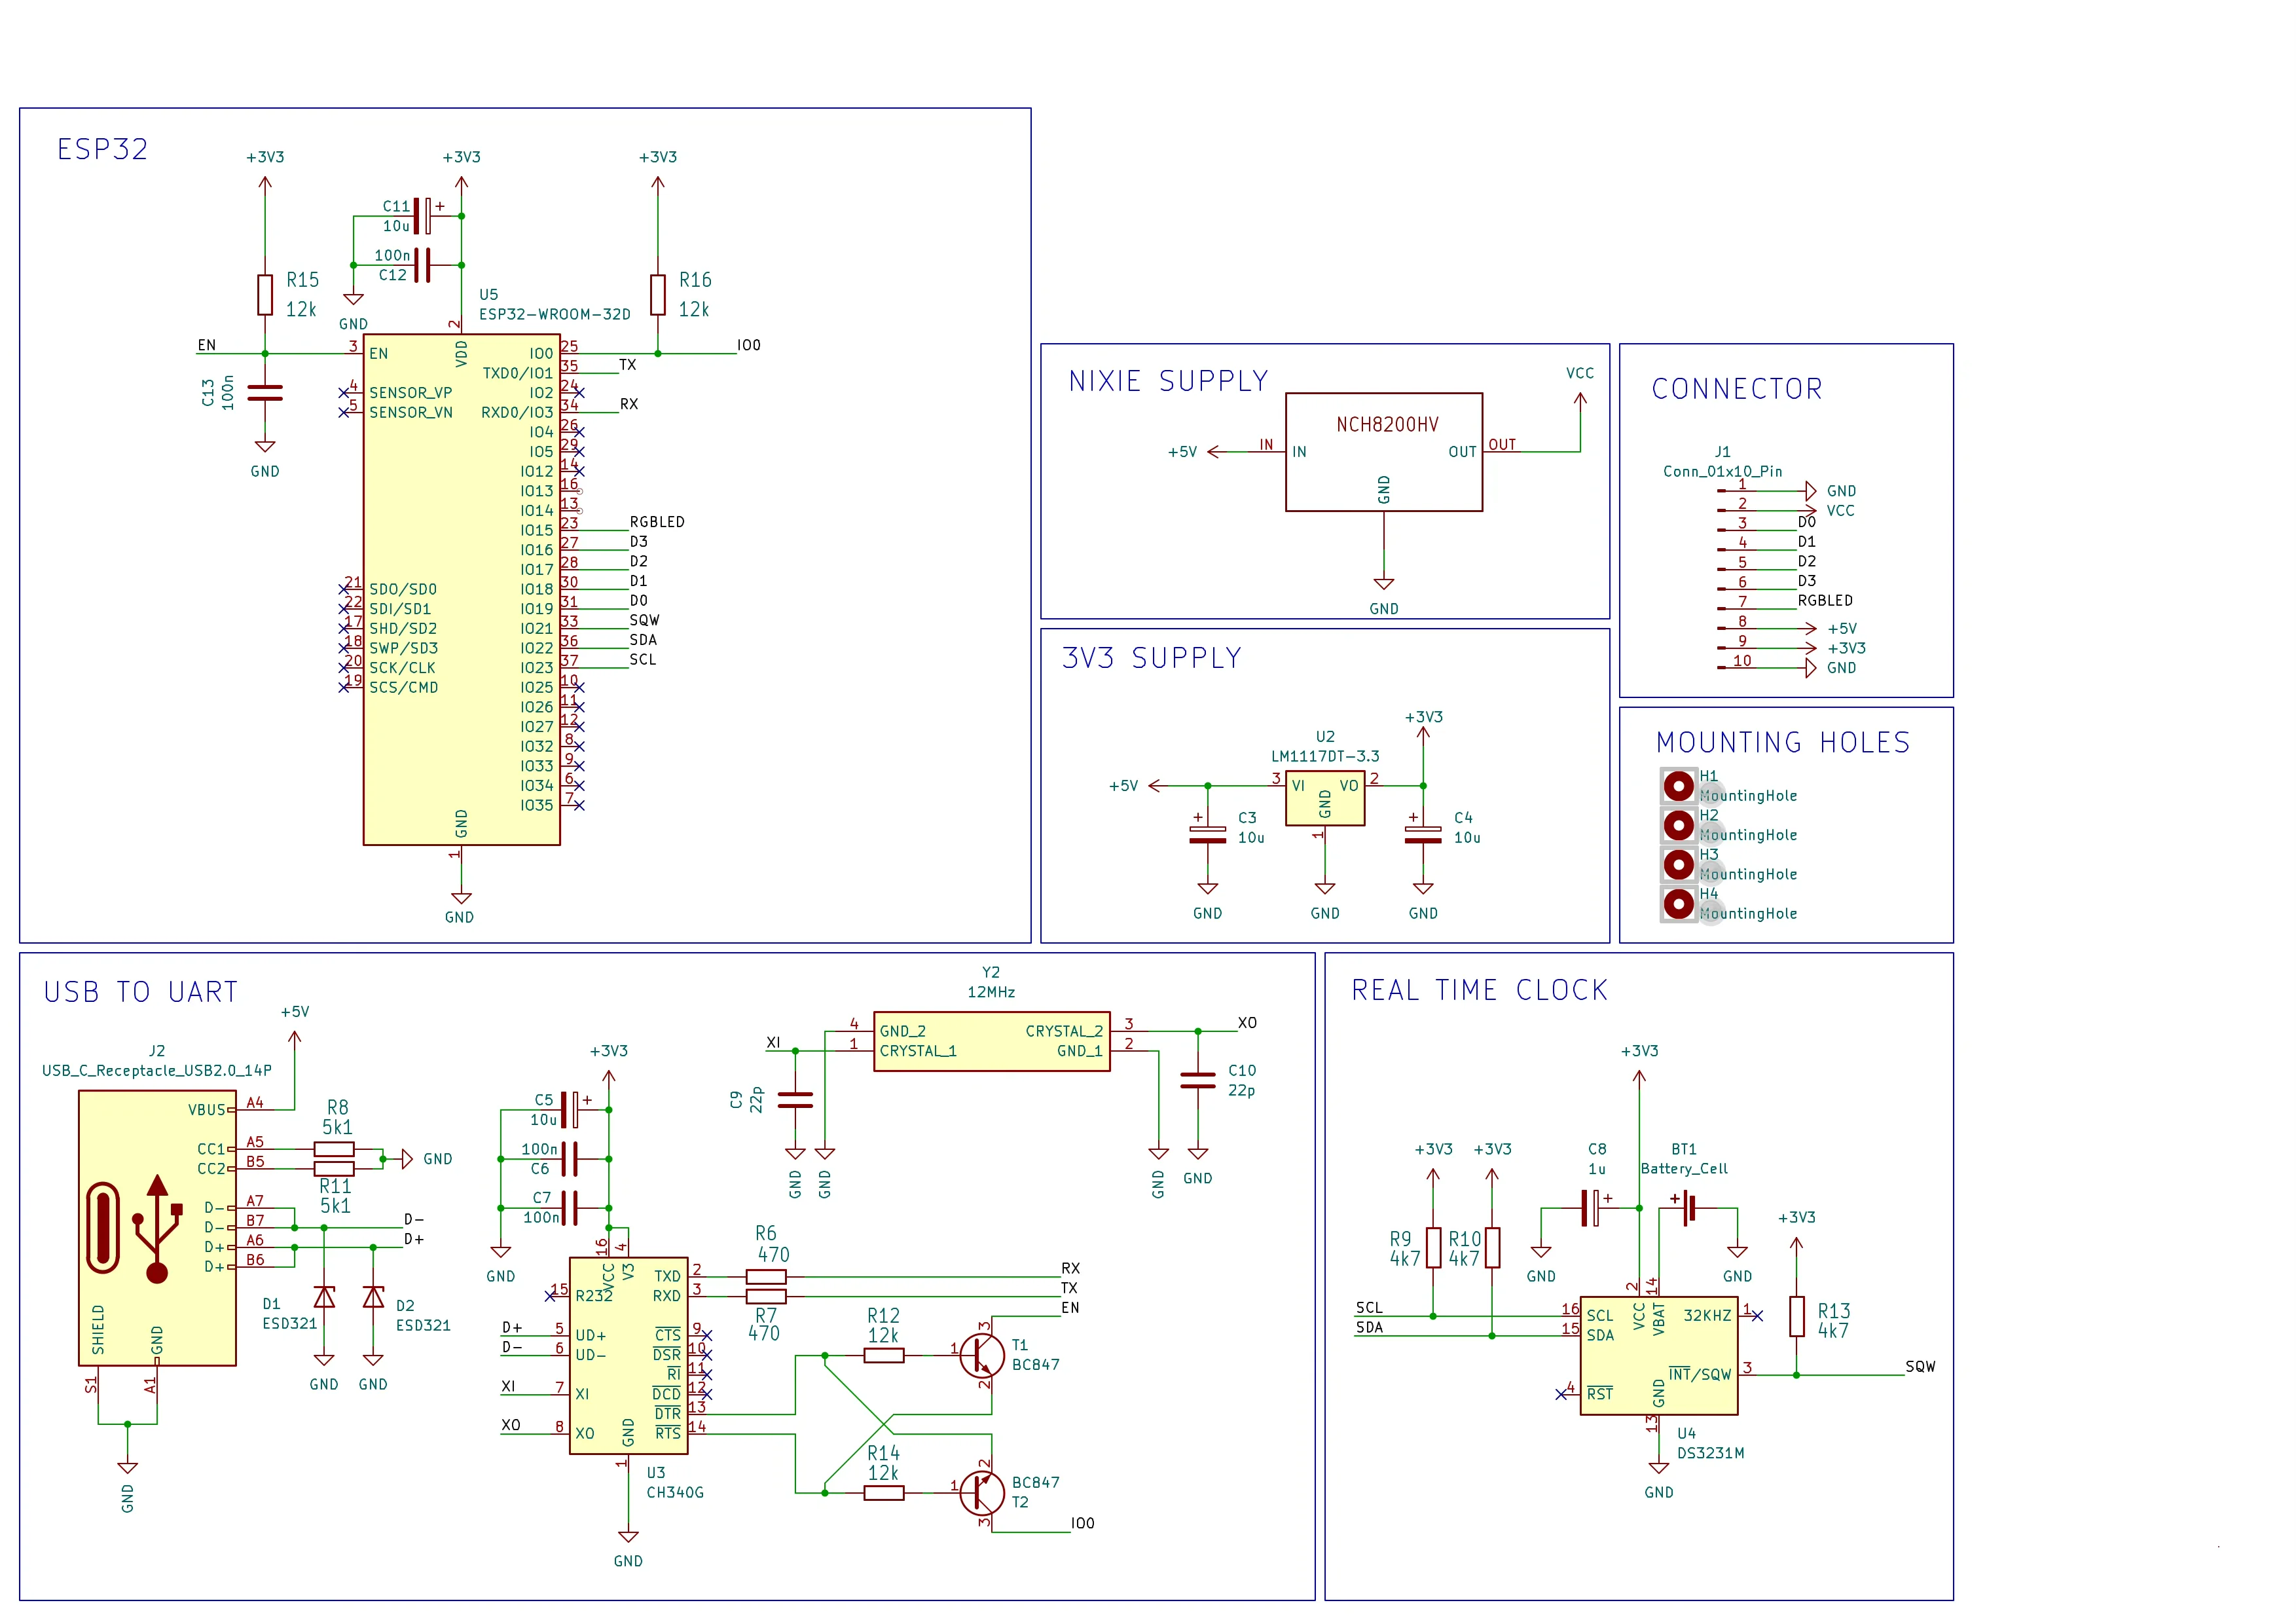 ESP32
+3V3
+3V3
+3V3
C11
10u
+
100n
C12
GND
R15
12k
R16
12k
U5
ESP32-WROOM-32D
EN
C13
100n
GND
3 EN
4 SENSOR_VP
5 SENSOR_VN
21 SDO/SD0
22 SDI/SD1
17 SHD/SD2
18 SWP/SD3
20 SCK/CLK
19 SCS/CMD
2
VDD
IO0 25
IO0
TXD0/IO1 35
TX
IO2 24
RXD0/IO3 34
RX
IO4 26
IO5 29
IO12 14
IO13 16
IO14 13
IO15 23 RGBLED
IO16 27 D3
IO17 28 D2
IO18 30 D1
IO19 31 D0
IO21 33 SQW
IO22 36 SDA
IO23 37 SCL
IO25 10
IO26 11
IO27 12
IO32 8
IO33 9
IO34 6
IO35 7
GND
1
GND
NIXIE SUPPLY
VCC
NCH8200HV
+5V
IN
IN
OUT
OUT
GND
GND
CONNECTOR
J1
Conn_01x10_Pin
1 GND
2 VCC
3 D0
4 D1
5 D2
6 D3
7 RGBLED
8 +5V
9 +3V3
10 GND
3V3 SUPPLY
+3V3
U2
LM1117DT-3.3
+5V
3 VI
VO 2
GND
1
+
C3
10u
+
C4
10u
GND
GND
GND
MOUNTING HOLES
H1
MountingHole
H2
MountingHole
H3
MountingHole
H4
MountingHole
USB TO UART
+5V
J2
USB_C_Receptacle_USB2.0_14P
VBUS A4
CC1 A5
CC2 B5
D- A7
D- B7
D+ A6
D+ B6
SHIELD
GND
S1
A1
GND
R8
5k1
GND
R11
5k1
D-
D+
D1
ESD321
D2
ESD321
GND
GND
+3V3
C5
10u
+
100n
C6
C7
100n
GND
16
4
VCC
V3
15 R232
D+ 5 UD+
D- 6 UD-
XI 7 XI
XO 8 XO
TXD 2
RXD 3
CTS 9
DSR 10
RI 11
DCD 12
DTR 13
RTS 14
GND
1
U3
CH340G
GND
Y2
12MHz
XI
4 GND_2
1 CRYSTAL_1
CRYSTAL_2 3
GND_1 2
XO
C9
22p
C10
22p
GND
GND
GND
GND
R6
470
RX
TX
R7
470
EN
R12
12k
3
1
2
T1
BC847
R14
12k
2
1
3
BC847
T2
IO0
REAL TIME CLOCK
+3V3
+3V3
+3V3
C8
1u
+
BT1
Battery_Cell
+
GND
GND
+3V3
R9
4k7
R10
4k7
R13
4k7
SCL
SDA
16 SCL
15 SDA
2
14
VCC
VBAT
32KHZ 1
INT/SQW 3
SQW
4 RST
GND
13
U4
DS3231M
GND